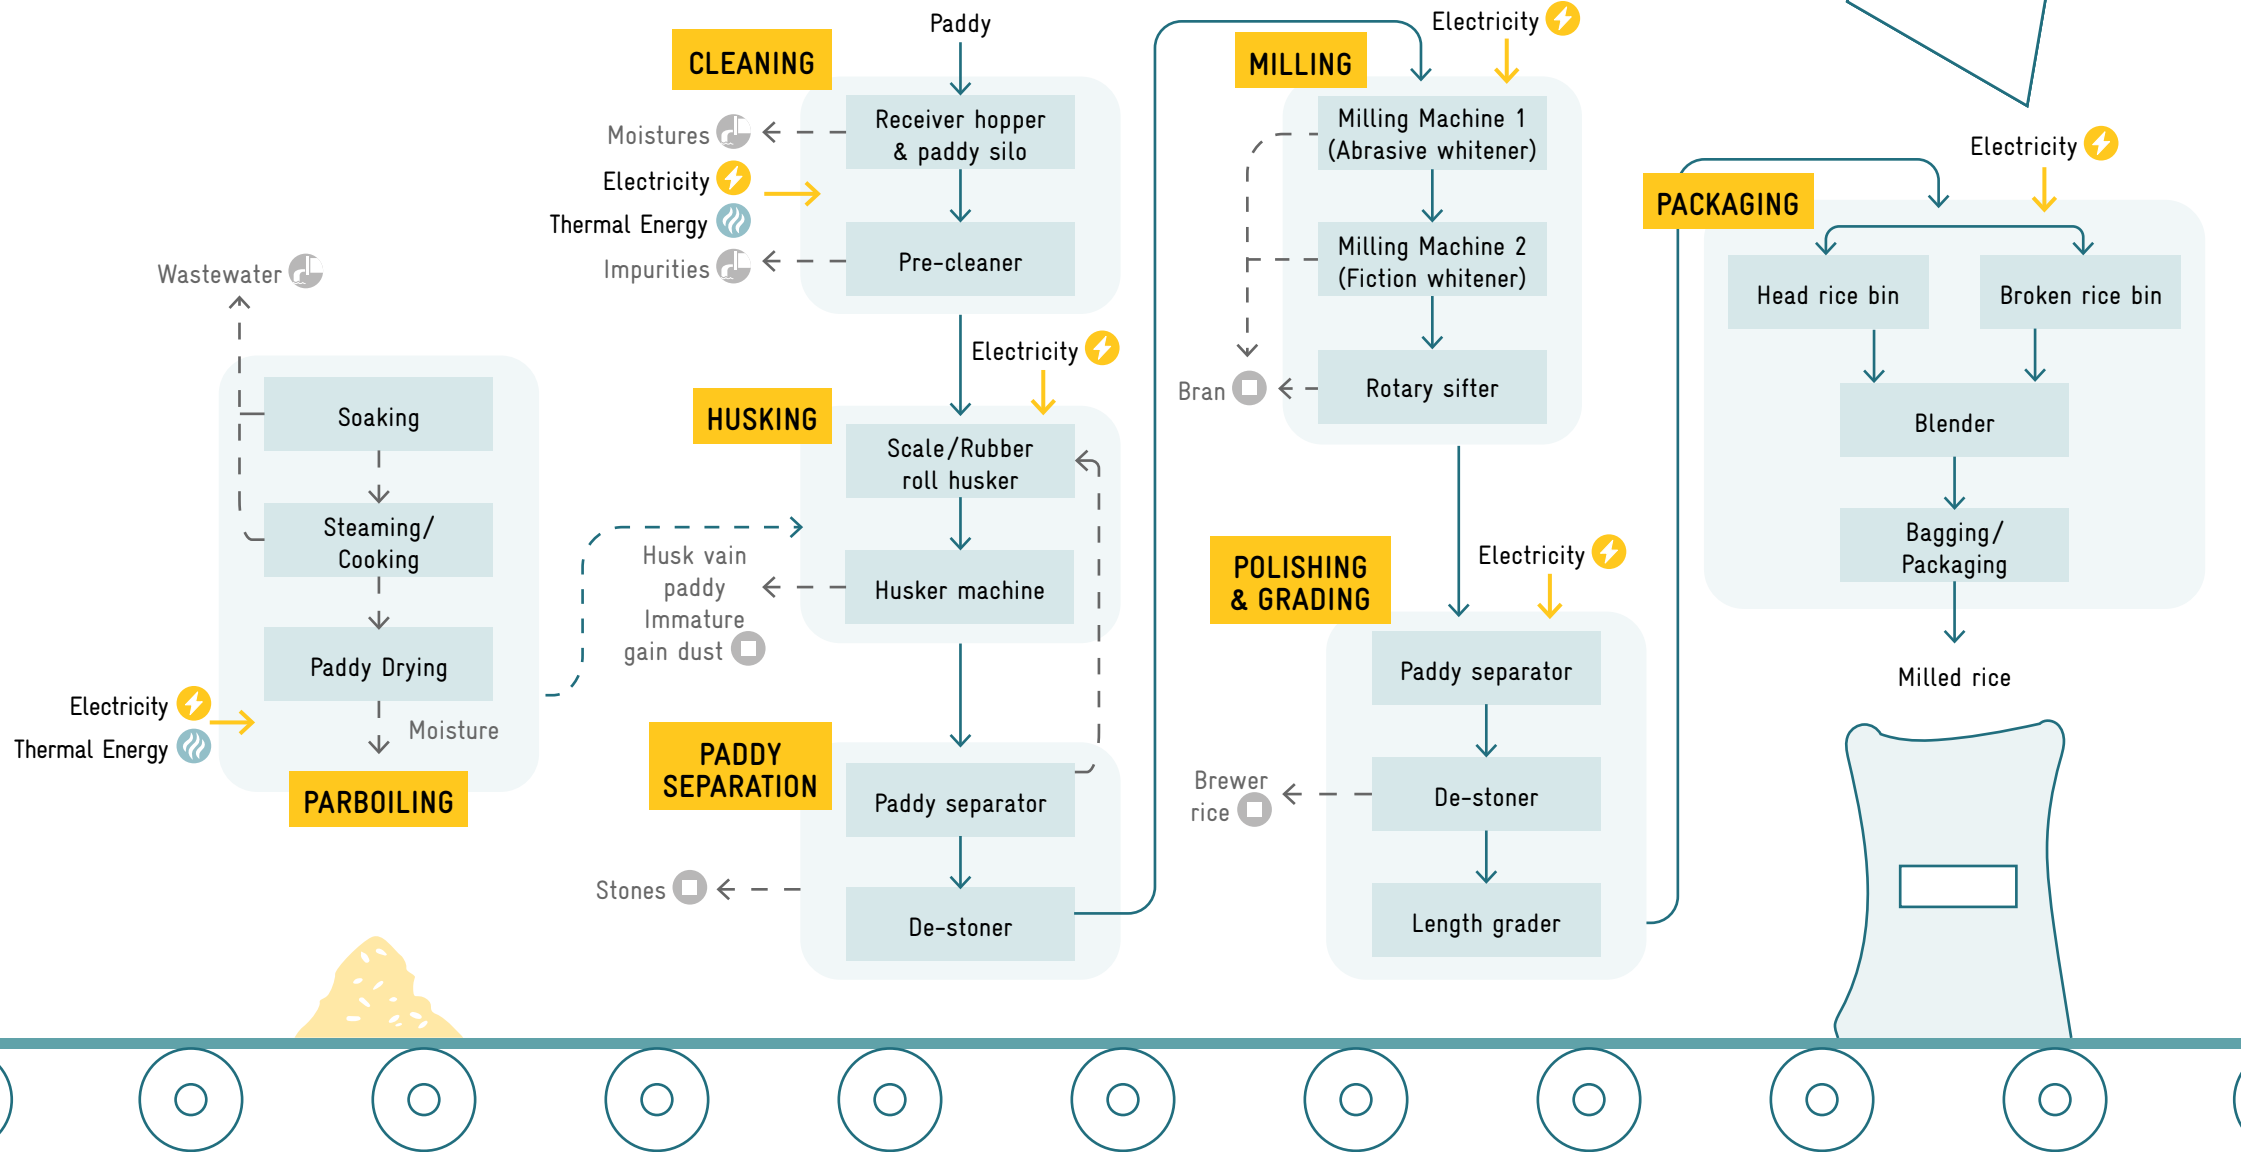 Wastewater
Soaking
Steaming/
Cooking
Paddy Drying
Moisture
Electricity
Thermal Energy
PARBOILING
Paddy
CLEANING
Receiver hopper
& paddy silo
Moistures
Electricity
Thermal Energy
Impurities
Pre-cleaner
Electricity
HUSKING
Scale/Rubber
roll husker
Husker machine
Husk vain
paddy
Immature
gain dust
PADDY
SEPARATION
Paddy separator
Stones
De-stoner
Electricity
MILLING
Milling Machine 1
(Abrasive whitener)
Milling Machine 2
(Fiction whitener)
Bran
Rotary sifter
Electricity
POLISHING
& GRADING
Paddy separator
Brewer
rice
De-stoner
Length grader
Electricity
PACKAGING
Head rice bin
Broken rice bin
Blender
Bagging/
Packaging
Milled rice